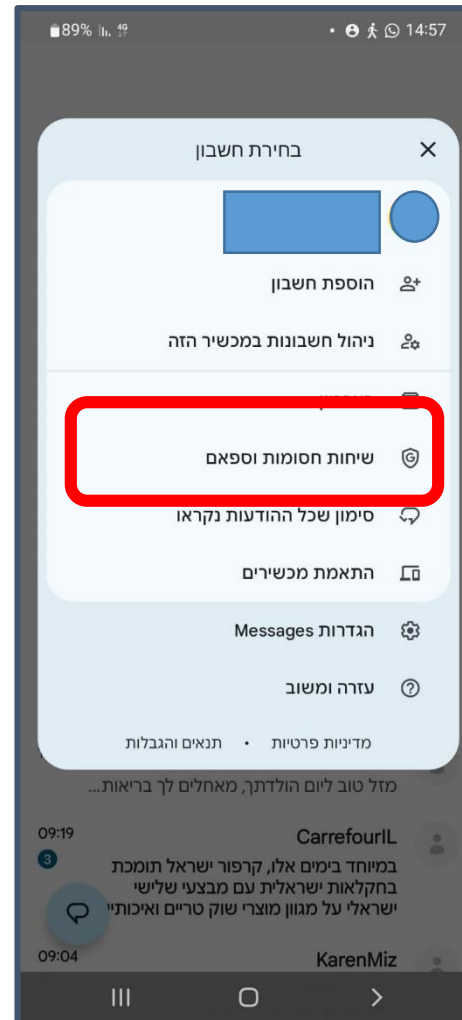 89% 4G 14:57
בחירת חשבון
הוספת חשבון
ניהול חשבונות במכשיר הזה
שיחות חסומות וספאם
סימון שכל ההודעות נקראו
התאמת מכשירים
הגדרות Messages
עזרה ומשוב
מדיניות פרטיות • תנאים והגבלות
מזל טוב ליום הולדתך, מאחלים לך בריאות...
CarrefourIL 09:19
במיוחד בימים אלו, קרפור ישראל תומכת
3
בחקלאות ישראלית עם מבצעי שלישי
ישראלי על מגוון מוצרי שוק טריים ואיכותיי
KarenMiz 09:04